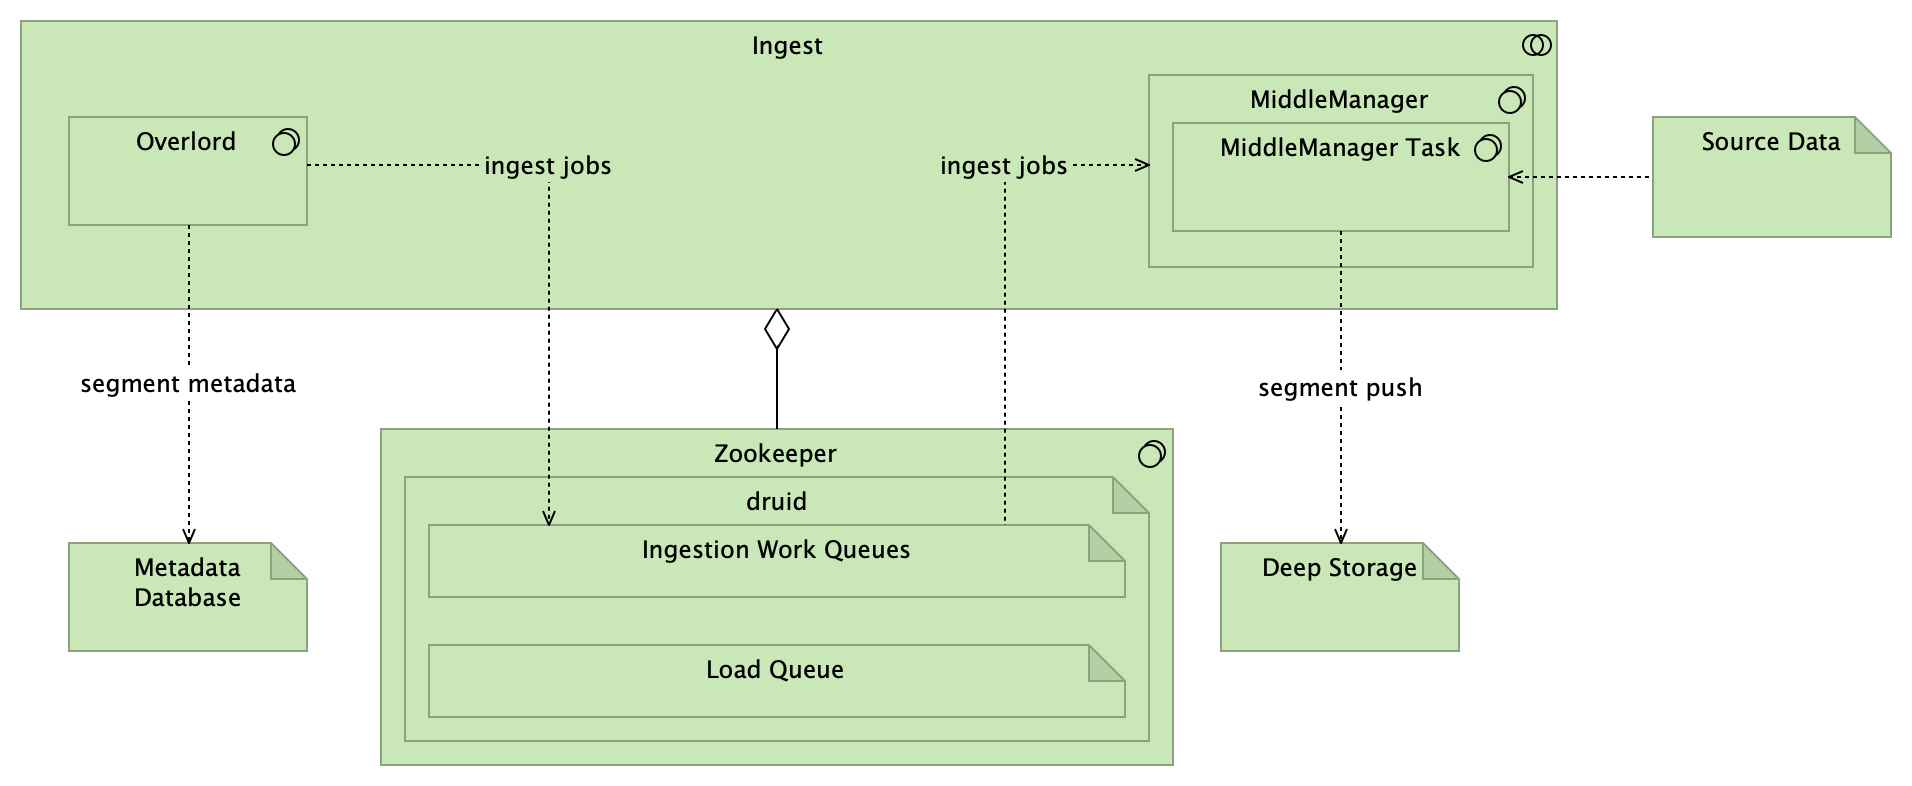 Ingest
Overlord
ingest jobs
ingest jobs
MiddleManager
MiddleManager Task
Source Data
segment metadata
segment push
Zookeeper
druid
Ingestion Work Queues
Load Queue
Metadata
Database
Deep Storage